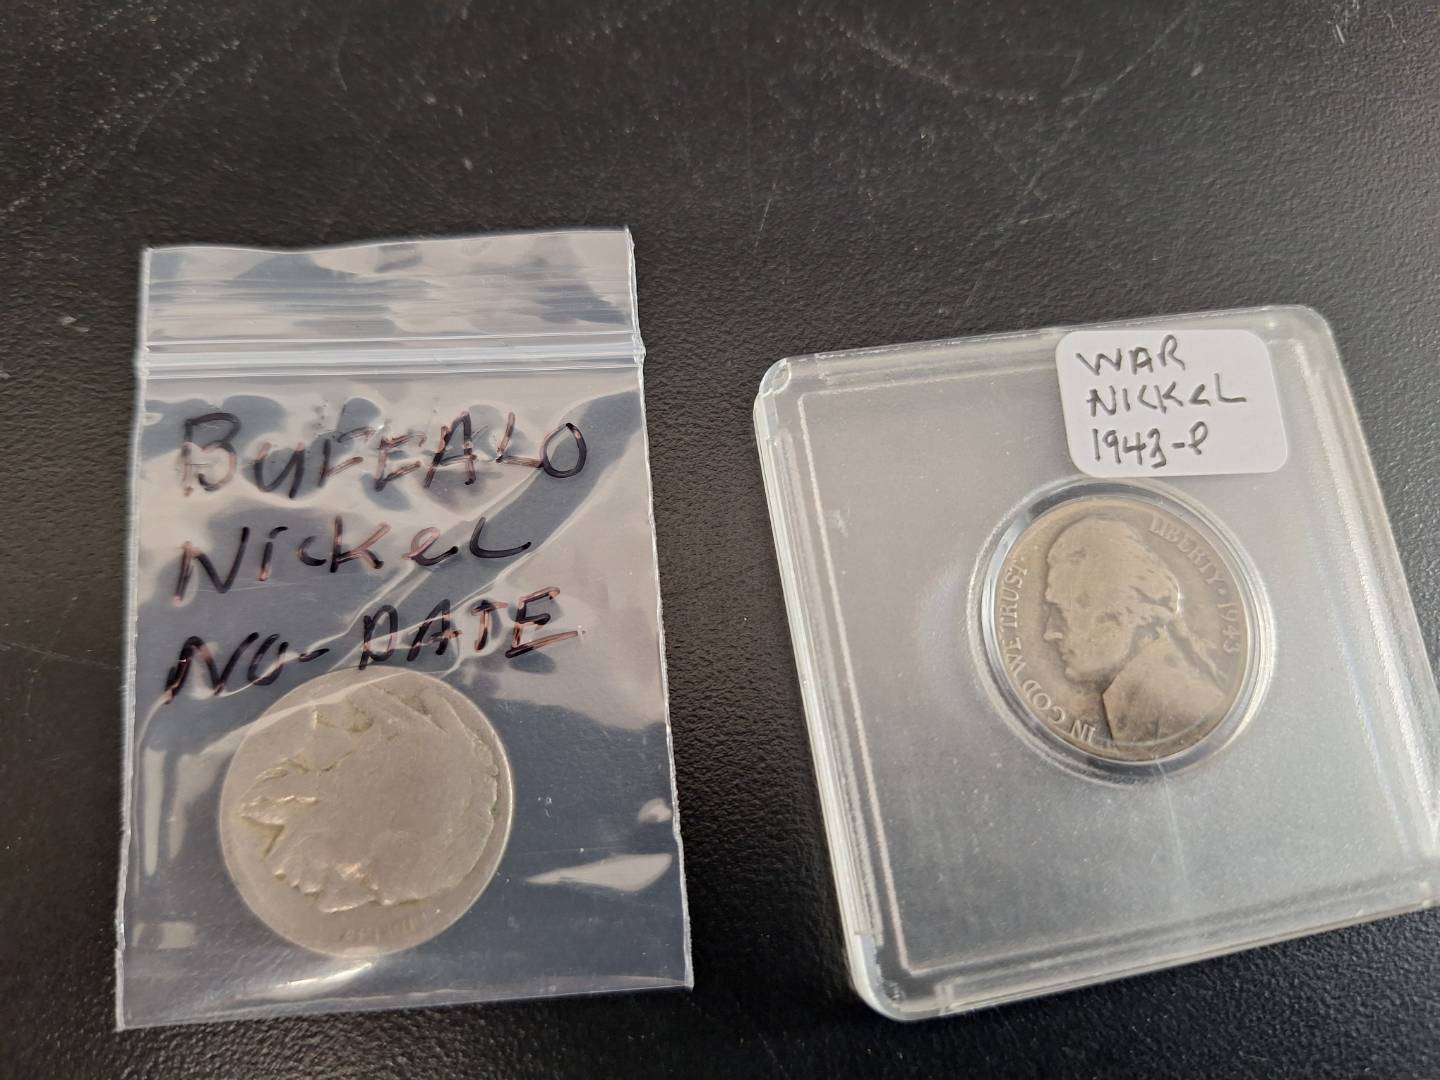 BUFFALO
NickeL
NO-DATE
WAR
NICKeL
1943-P
IN GOD WE TRUST
LIBERTY · 1943